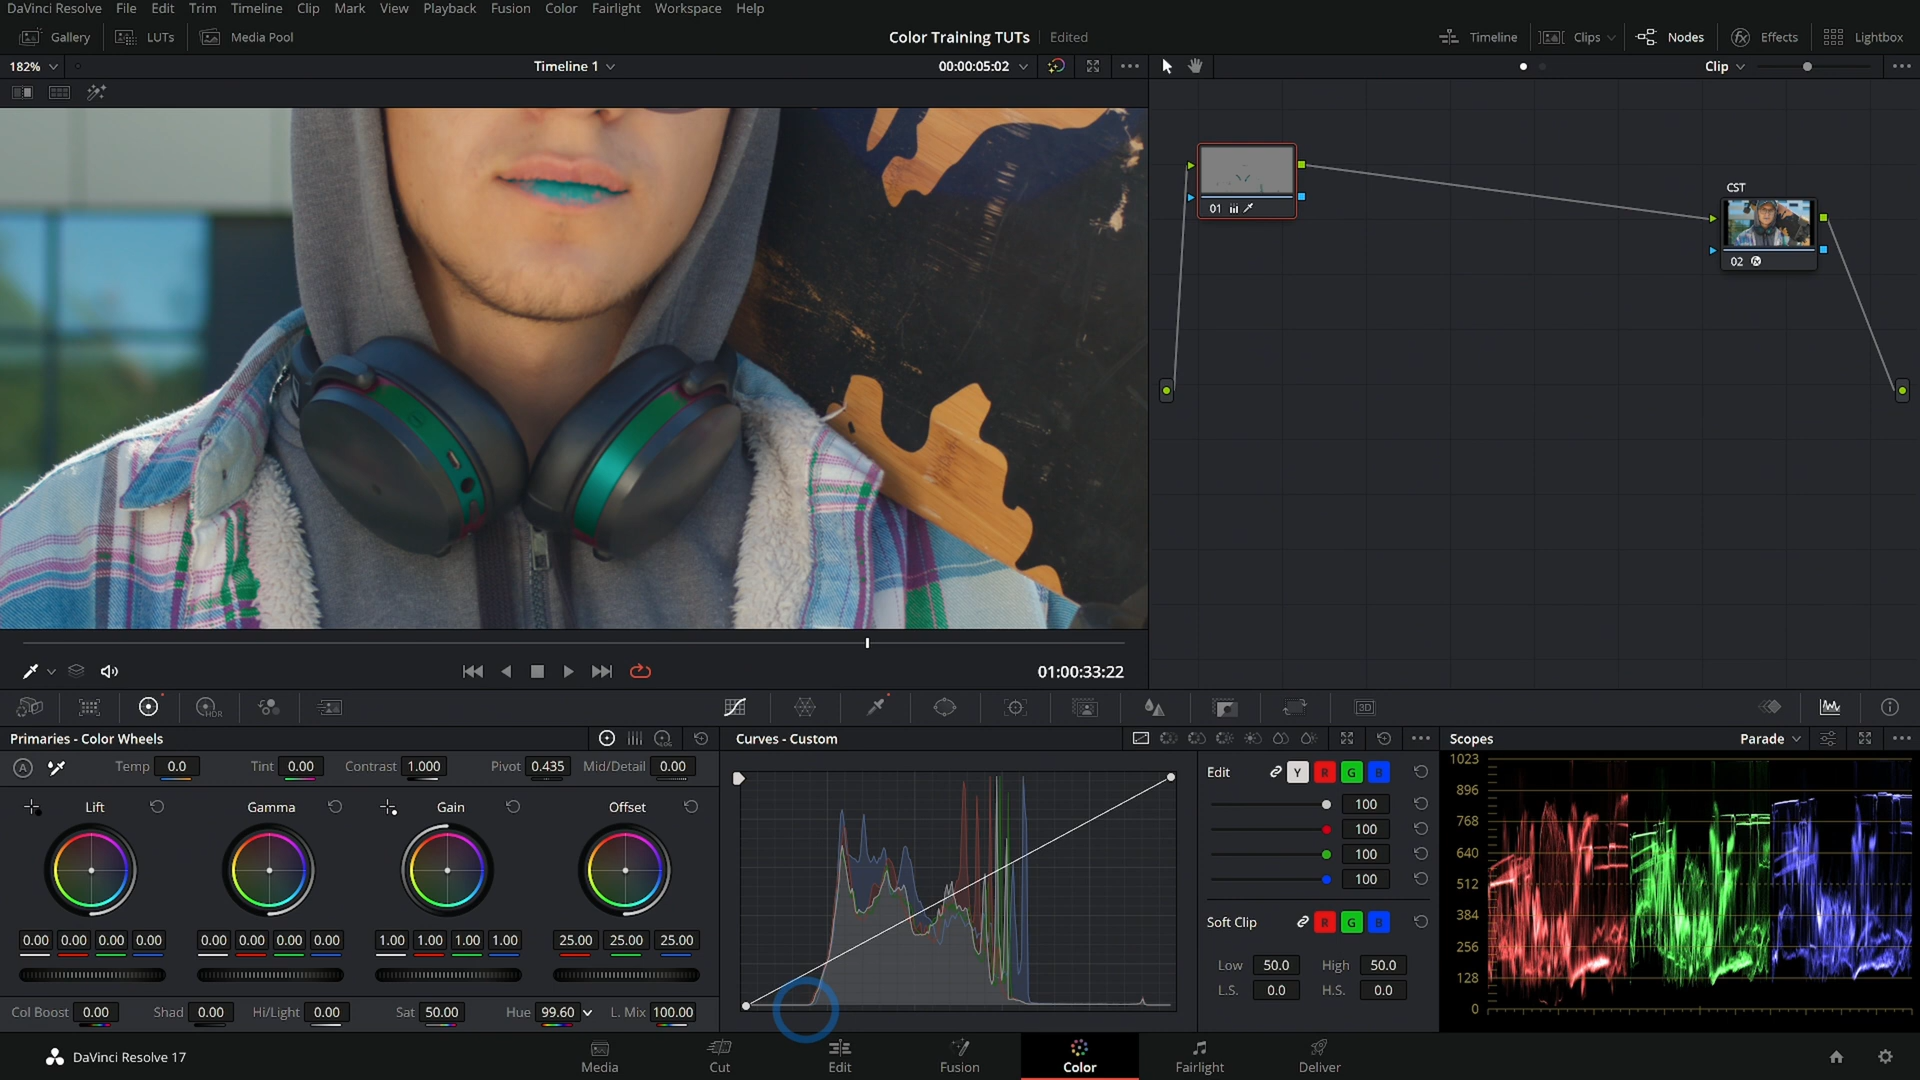 DaVinci Resolve File Edit Trim Timeline Clip Mark View Playback Fusion Color Fairlight Workspace Help
Gallery LUTs Media Pool Color Training TUTs Edited Timeline Clips Nodes Effects Lightbox
182% Timeline 1 00:00:05:02 Clip
CST
01
02
01:00:33:22
HDR
3D
Primaries - Color Wheels
Curves - Custom
Scopes
Parade
A Temp 0.0 Tint 0.00 Contrast 1.000 Pivot 0.435 Mid/Detail 0.00
Lift Gamma Gain Offset
0.00 0.00 0.00 0.00 0.00 0.00 0.00 0.00 1.00 1.00 1.00 1.00 25.00 25.00 25.00
Col Boost 0.00 Shad 0.00 Hi/Light 0.00 Sat 50.00 Hue 99.60 L. Mix 100.00
Edit Y R G B
100
100
100
100
Soft Clip R G B
Low 50.0 High 50.0
L.S. 0.0 H.S. 0.0
1023
896
768
640
512
384
256
128
0
DaVinci Resolve 17
Media Cut Edit Fusion Color Fairlight Deliver